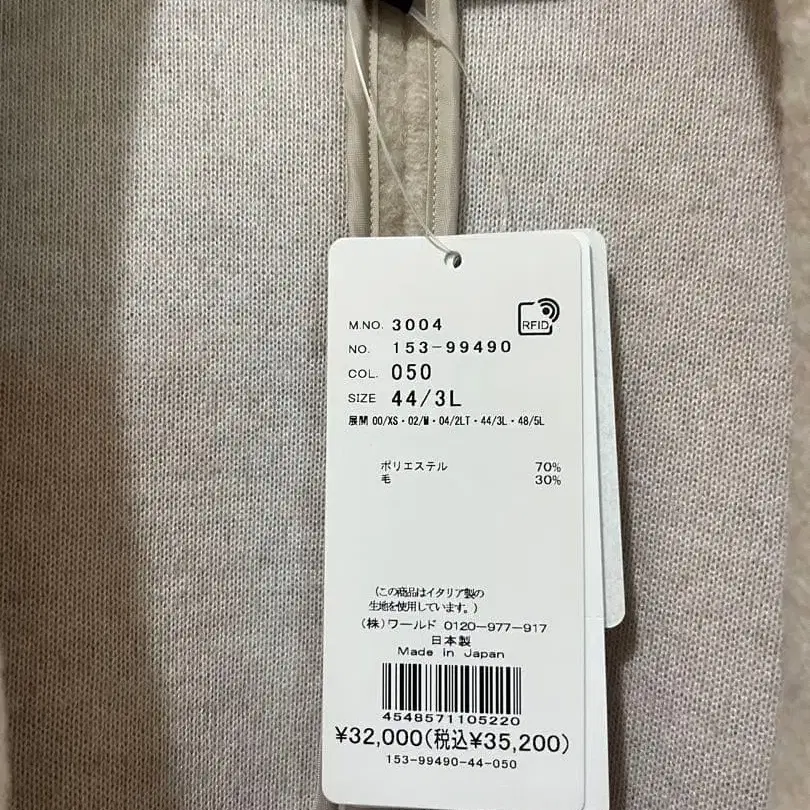 M.NO. 3004
RFID
NO. 153-99490
COL. 050
SIZE 44/3L
展開 00/XS・02/M・04/2LT・44/3L・48/5L
ポリエステル 70%
毛 30%
(この商品はイタリア製の
生地を使用しています。)
(株)ワールド 0120-977-917
日本製
Made in Japan
4548571105220
¥32,000(税込¥35,200)
153-99490-44-050